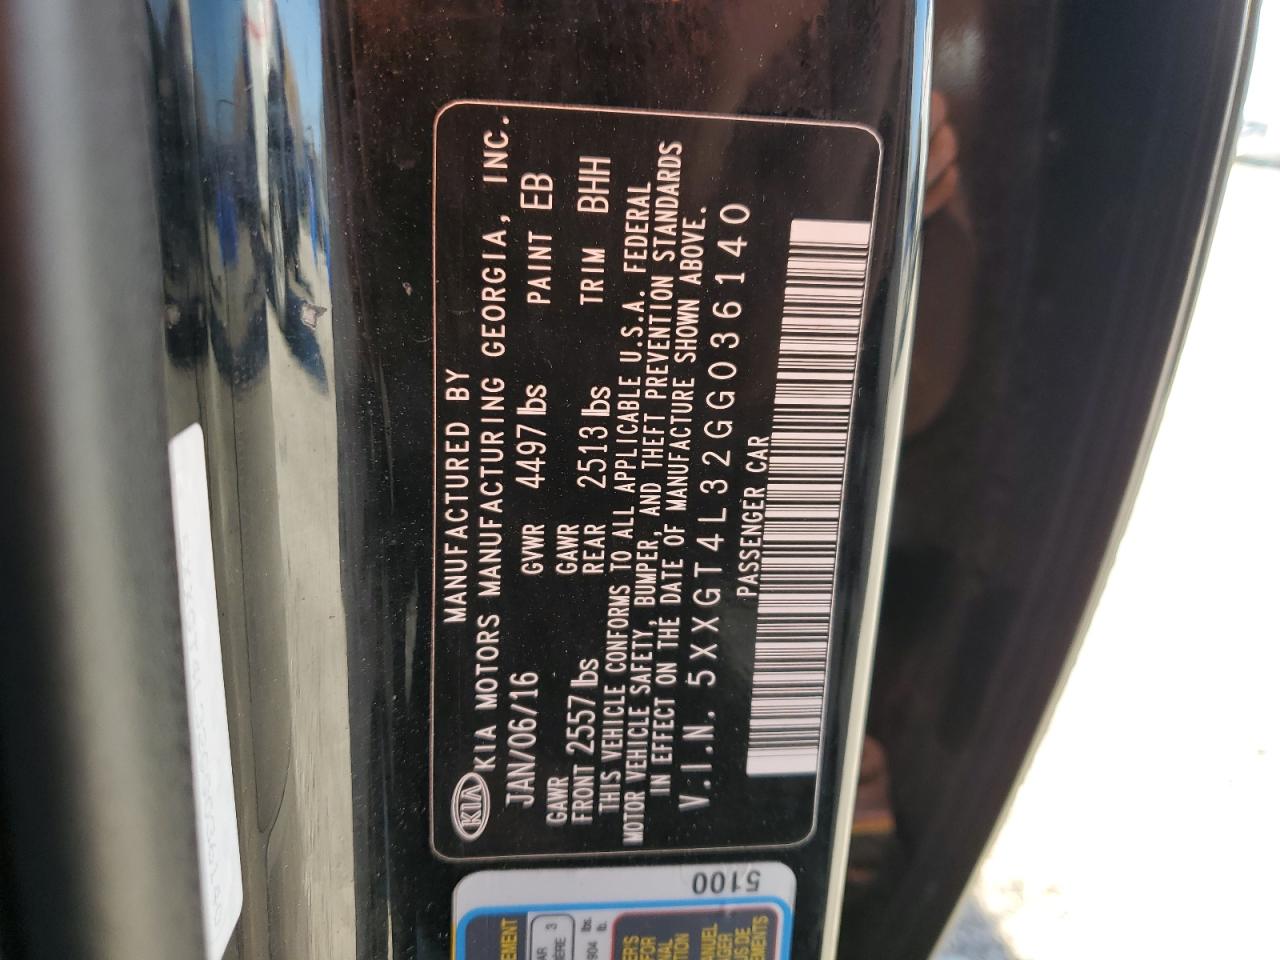 KIA
MANUFACTURED BY
KIA MOTORS MANUFACTURING GEORGIA, INC.
JAN/06/16 GVWR 4497 lbs PAINT EB
GAWR FRONT 2557 lbs GAWR REAR 2513 lbs TRIM BHH
THIS VEHICLE CONFORMS TO ALL APPLICABLE U.S.A. FEDERAL
MOTOR VEHICLE SAFETY, BUMPER, AND THEFT PREVENTION STANDARDS
IN EFFECT ON THE DATE OF MANUFACTURE SHOWN ABOVE.
V.I.N. 5XXGT4L32GG036140
PASSENGER CAR
5100